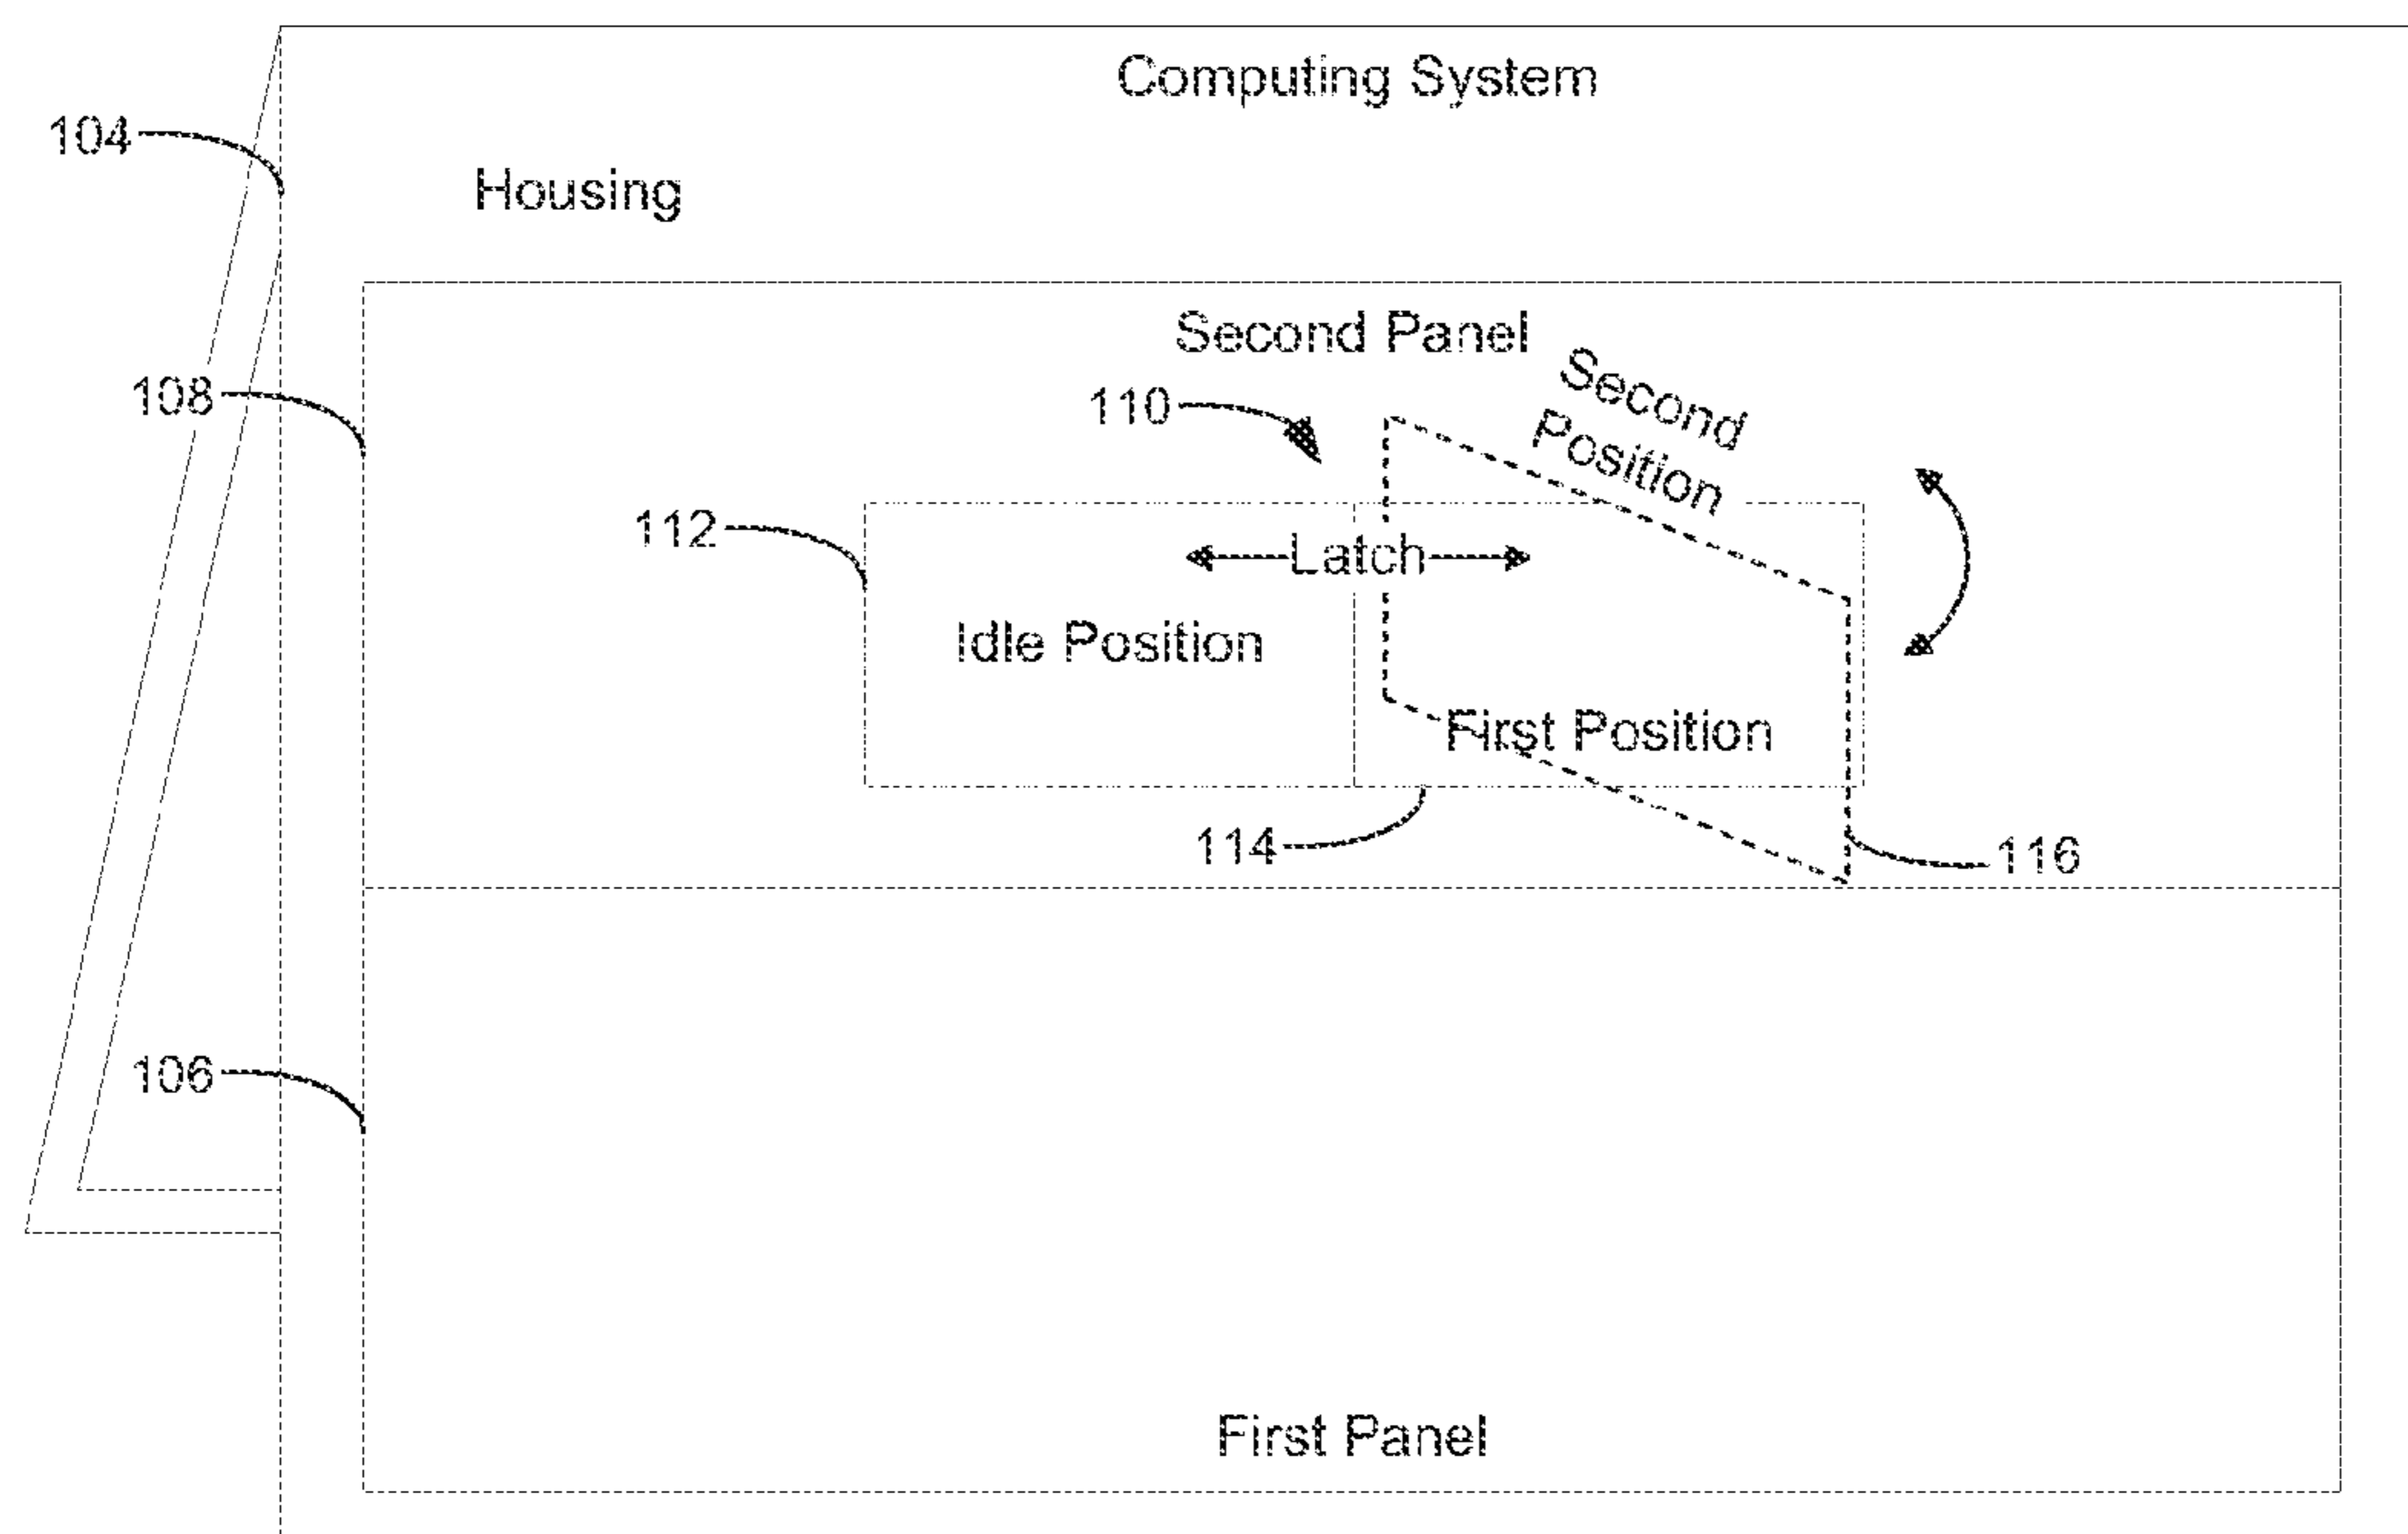 Computing System
104
Housing
Second Panel
108
110
Second
Position
112
Latch
Idle Position
First Position
114
116
106
First Panel